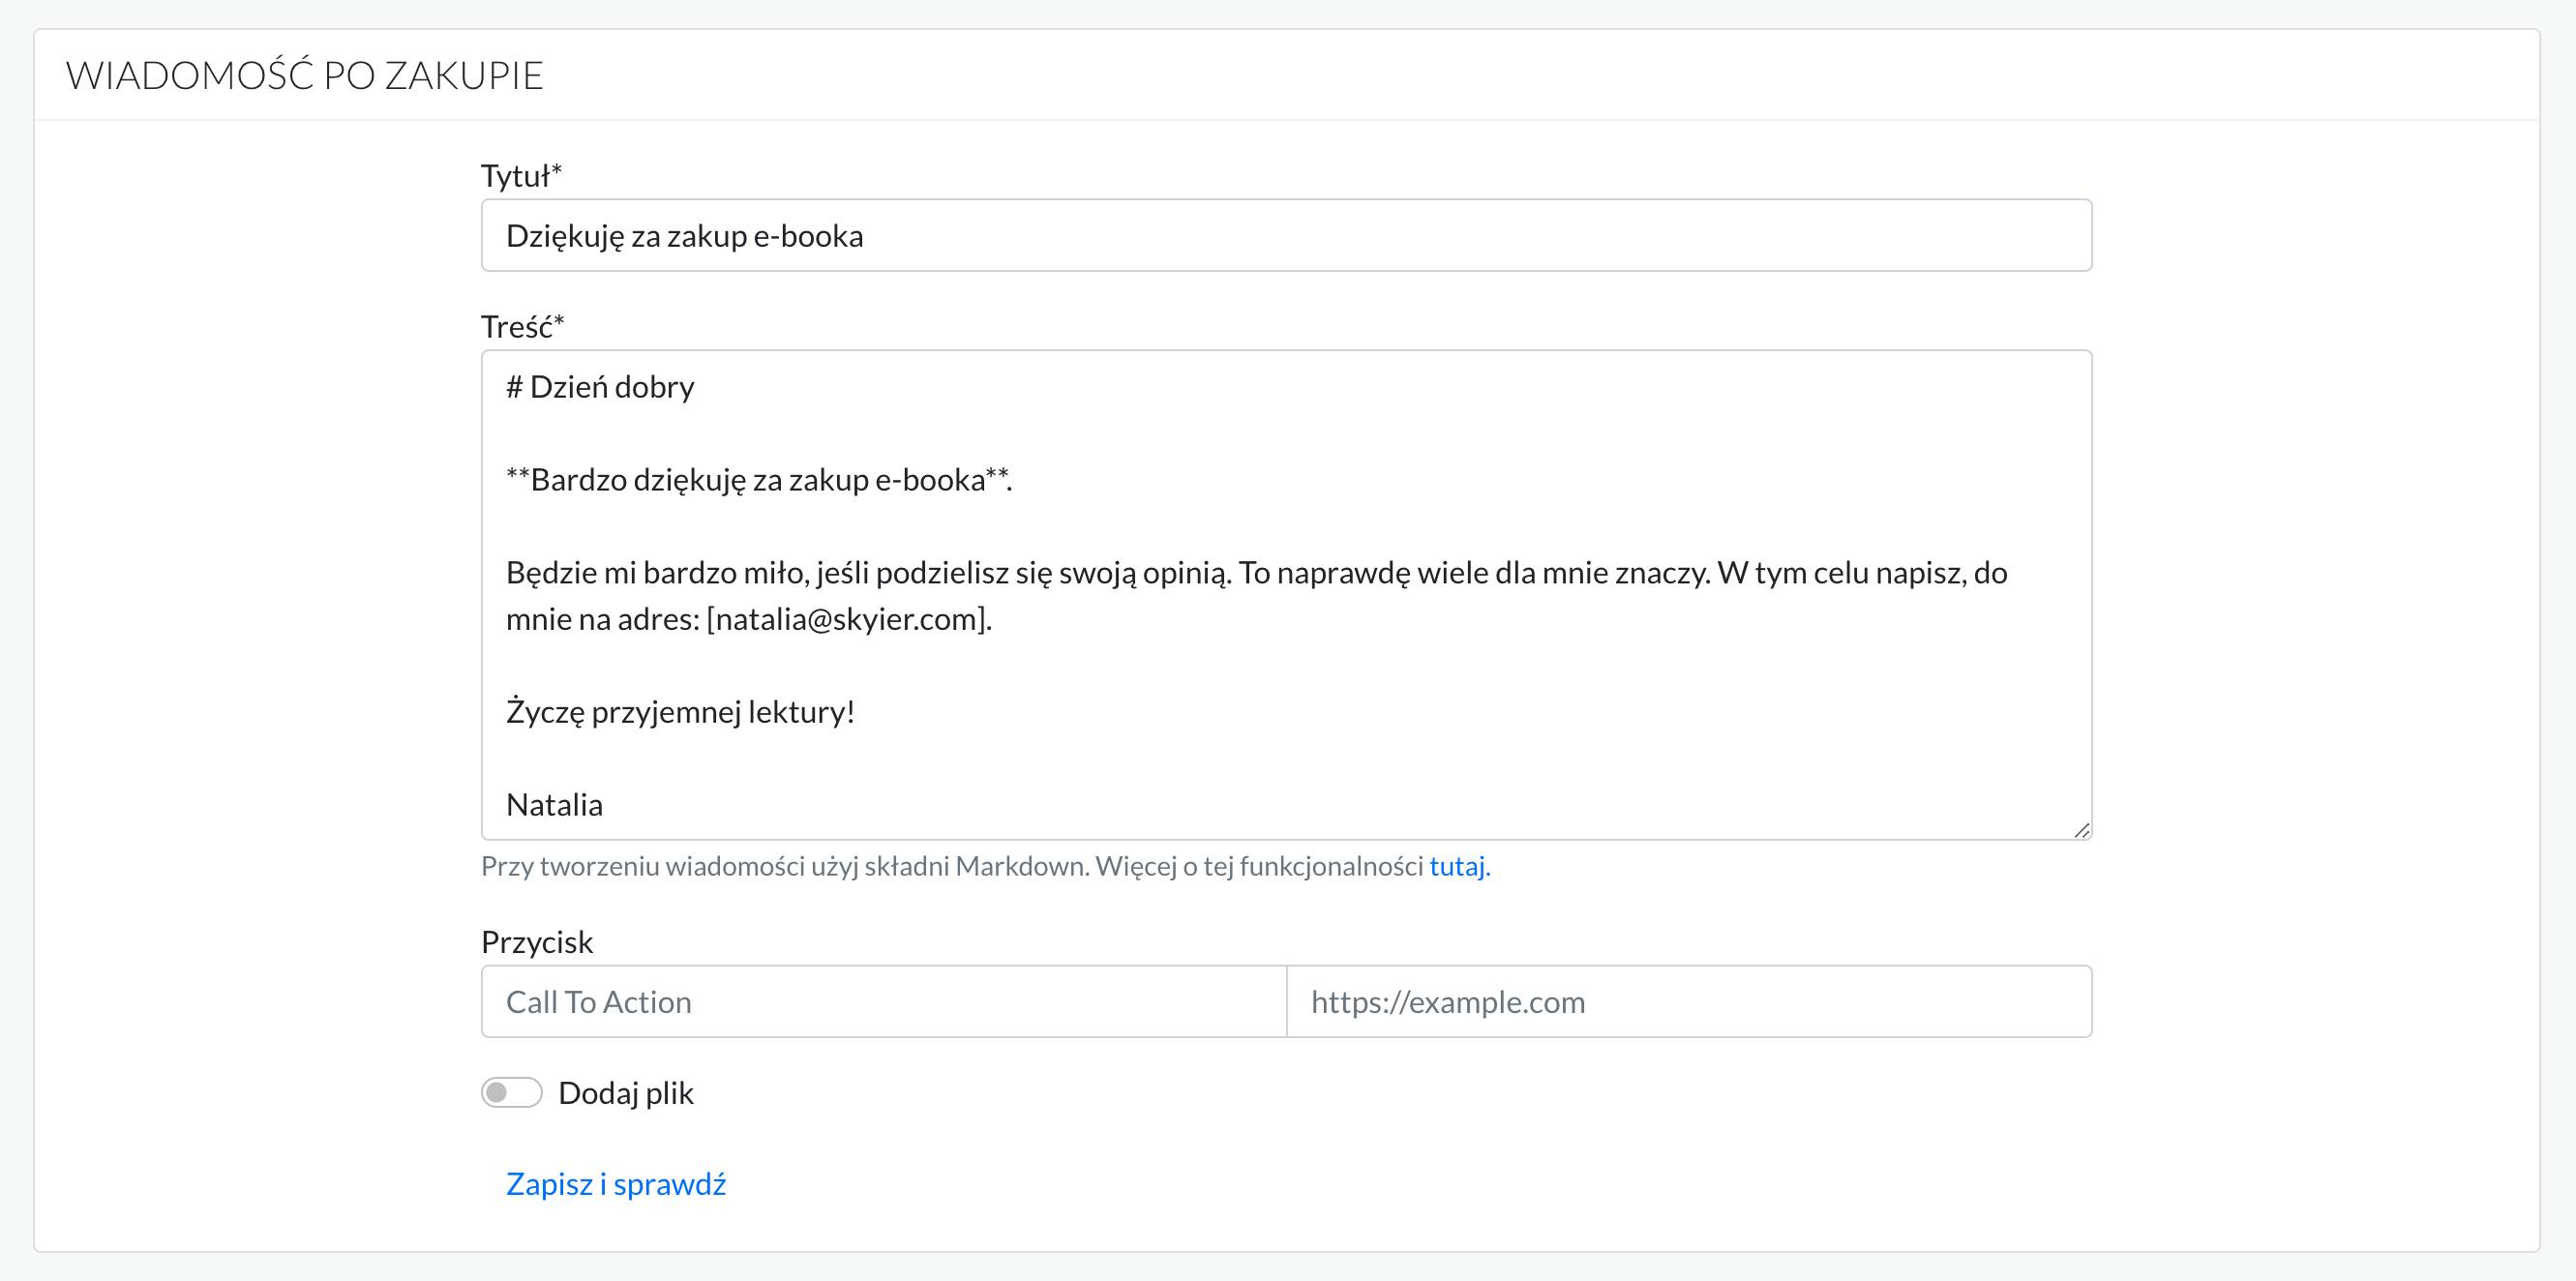 WIADOMOŚĆ PO ZAKUPIE
Tytuł*
Dziękuję za zakup e-booka
Treść*
# Dzień dobry
**Bardzo dziękuję za zakup e-booka**.
Będzie mi bardzo miło, jeśli podzielisz się swoją opinią. To naprawdę wiele dla mnie znaczy. W tym celu napisz, do
mnie na adres: [natalia@skyier.com].
Życzę przyjemnej lektury!
Natalia
Przy tworzeniu wiadomości użyj składni Markdown. Więcej o tej funkcjonalności tutaj.
Przycisk
Call To Action https://example.com
Dodaj plik
Zapisz i sprawdź